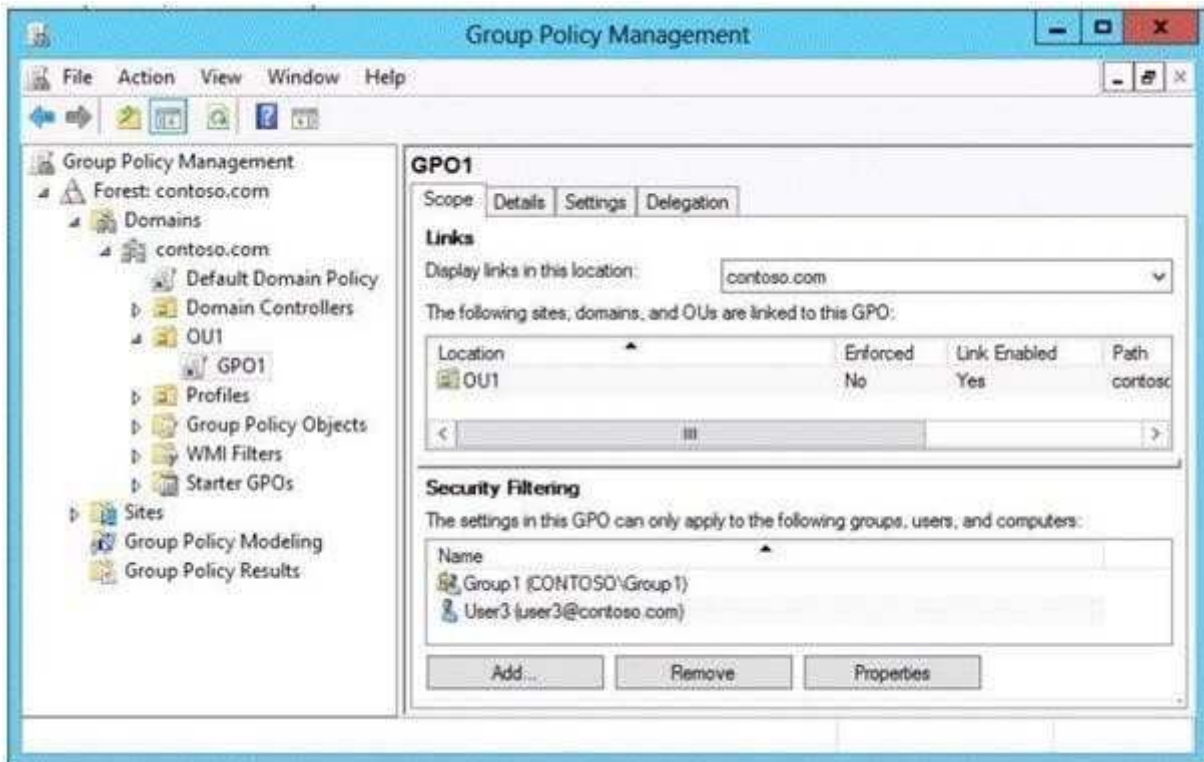 Group Policy Management
File Action View Window Help
Group Policy Management
Forest: contoso.com
Domains
contoso.com
Default Domain Policy
Domain Controllers
OU1
GPO1
Profiles
Group Policy Objects
WMI Filters
Starter GPOs
Sites
Group Policy Modeling
Group Policy Results
GPO1
Scope Details Settings Delegation
Links
Display links in this location: contoso.com
The following sites, domains, and OUs are linked to this GPO:
Location Enforced Link Enabled Path
OU1 No Yes contosc
Security Filtering
The settings in this GPO can only apply to the following groups, users, and computers:
Name
Group1 (CONTOSO\Group1)
User3 (user3@contoso.com)
Add... Remove Properties